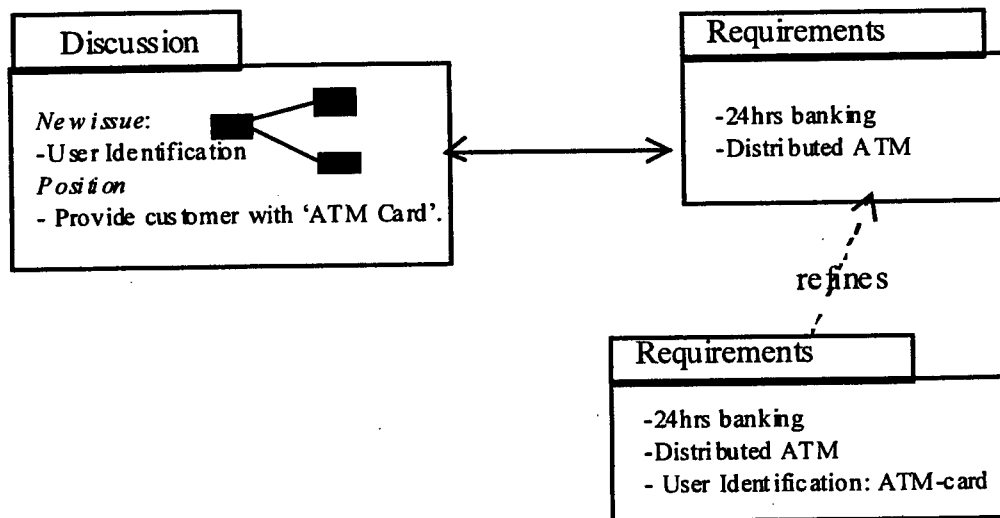 Discussion
New issue:
-User Identification
Position
- Provide customer with ‘ATM Card’.
Requirements
-24hrs banking
-Distributed ATM
refines
Requirements
-24hrs banking
-Distributed ATM
- User Identification: ATM-card